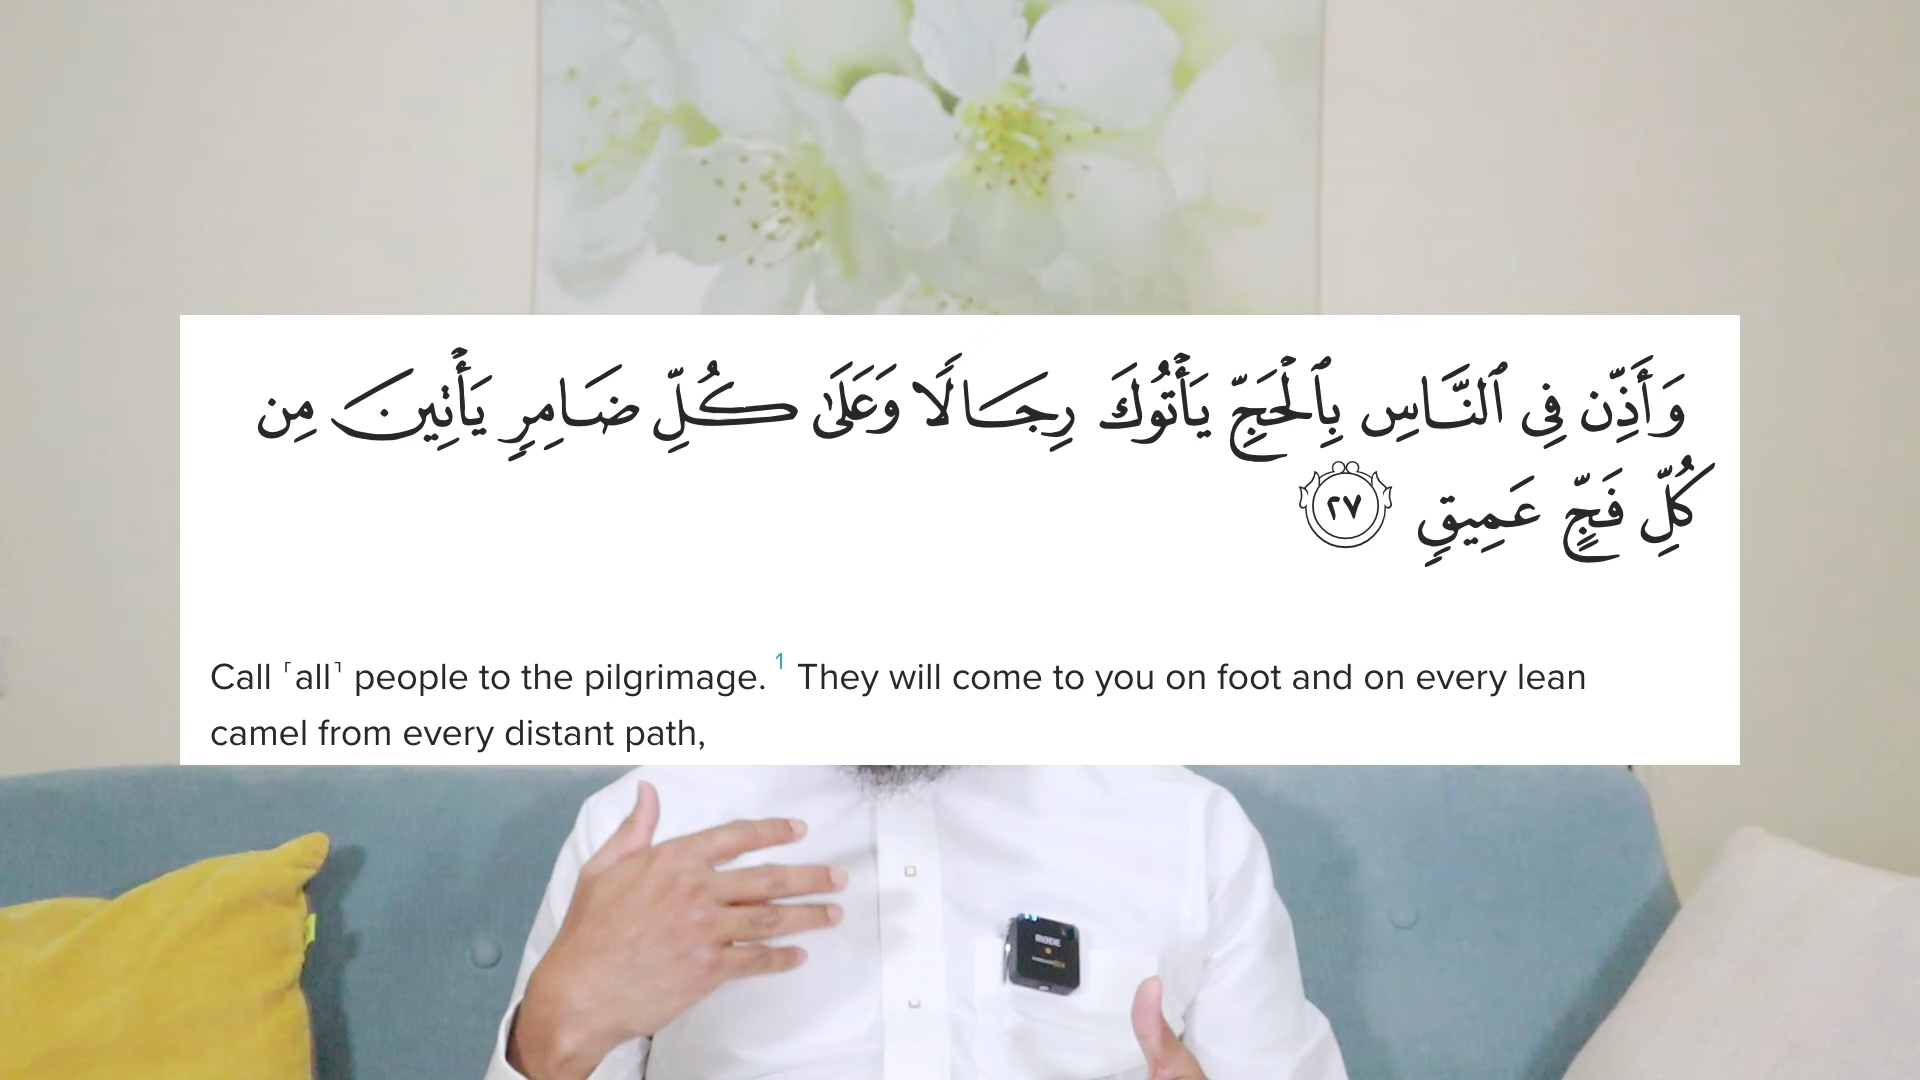 وَأَذِّن فِى ٱلنَّاسِ بِٱلْحَجِّ يَأْتُوكَ رِجَالًا وَعَلَىٰ كُلِّ ضَامِرٍ يَأْتِينَ مِن
كُلِّ فَجٍّ عَمِيقٍ ٢٧
Call ⸢all⸣ people to the pilgrimage. 1 They will come to you on foot and on every lean
camel from every distant path,
RODE